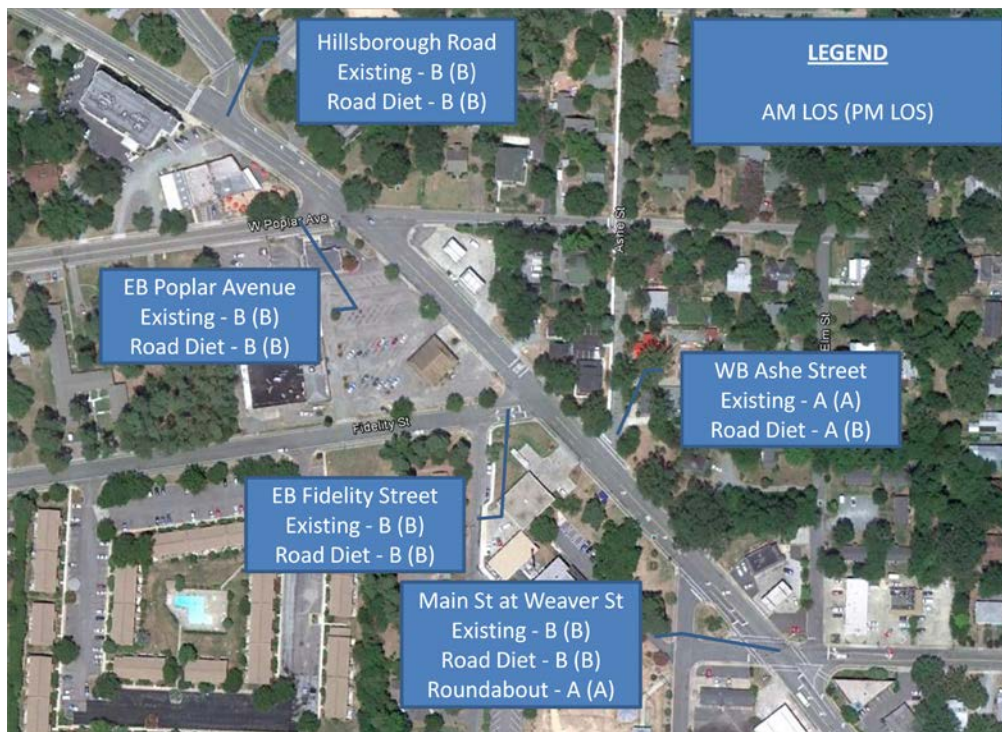 Hillsborough Road
Existing - B (B)
Road Diet - B (B)
LEGEND
AM LOS (PM LOS)
W Poplar Ave
Ashe St
EB Poplar Avenue
Existing - B (B)
Road Diet - B (B)
Elm St
WB Ashe Street
Existing - A (A)
Road Diet - A (B)
Fidelity St
EB Fidelity Street
Existing - B (B)
Road Diet - B (B)
Main St at Weaver St
Existing - B (B)
Road Diet - B (B)
Roundabout - A (A)